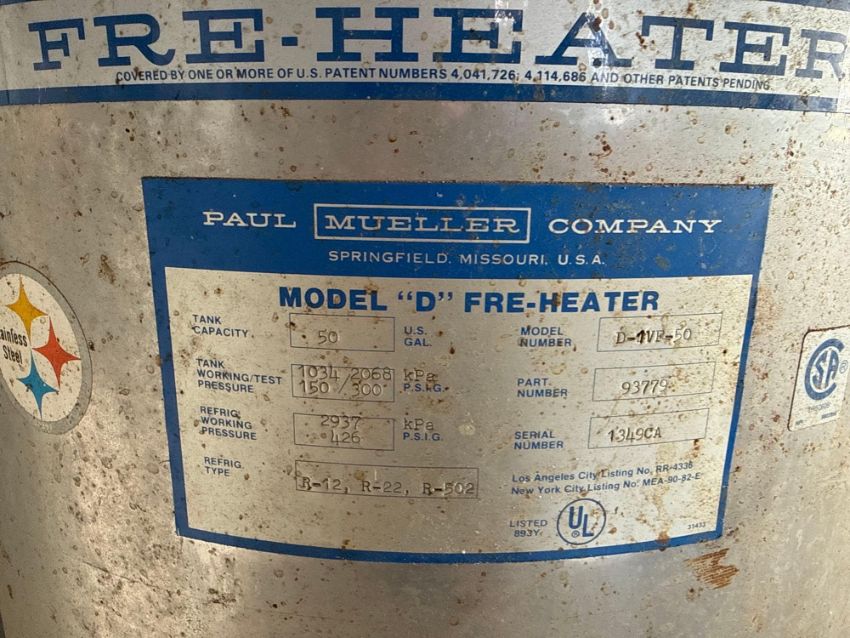 FRE-HEATER
COVERED BY ONE OR MORE OF U.S. PATENT NUMBERS 4,041,726, 4,114,686 AND OTHER PATENTS PENDING.
PAUL MUELLER COMPANY
SPRINGFIELD, MISSOURI, U.S.A.
MODEL "D" FRE-HEATER
TANK CAPACITY 50 U.S. GAL.
TANK WORKING/TEST PRESSURE 1034/2068 kPa
150/300 P.S.I.G.
REFRIG. WORKING PRESSURE 2937 kPa
426 P.S.I.G.
REFRIG. TYPE R-12, R-22, R-502
MODEL NUMBER D-1VF-50
PART. NUMBER 93779
SERIAL NUMBER 1349CA
Los Angeles City Listing No. RR-4336
New York City Listing No. MEA-90-82-E
LISTED 893Y UL
31433
ainless
Steel
SA